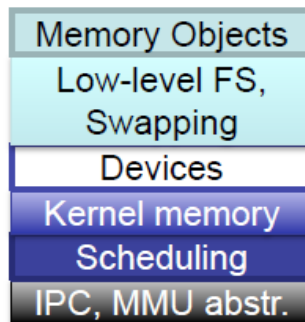 Memory Objects
Low-level FS,
Swapping
Devices
Kernel memory
Scheduling
IPC, MMU abstr.